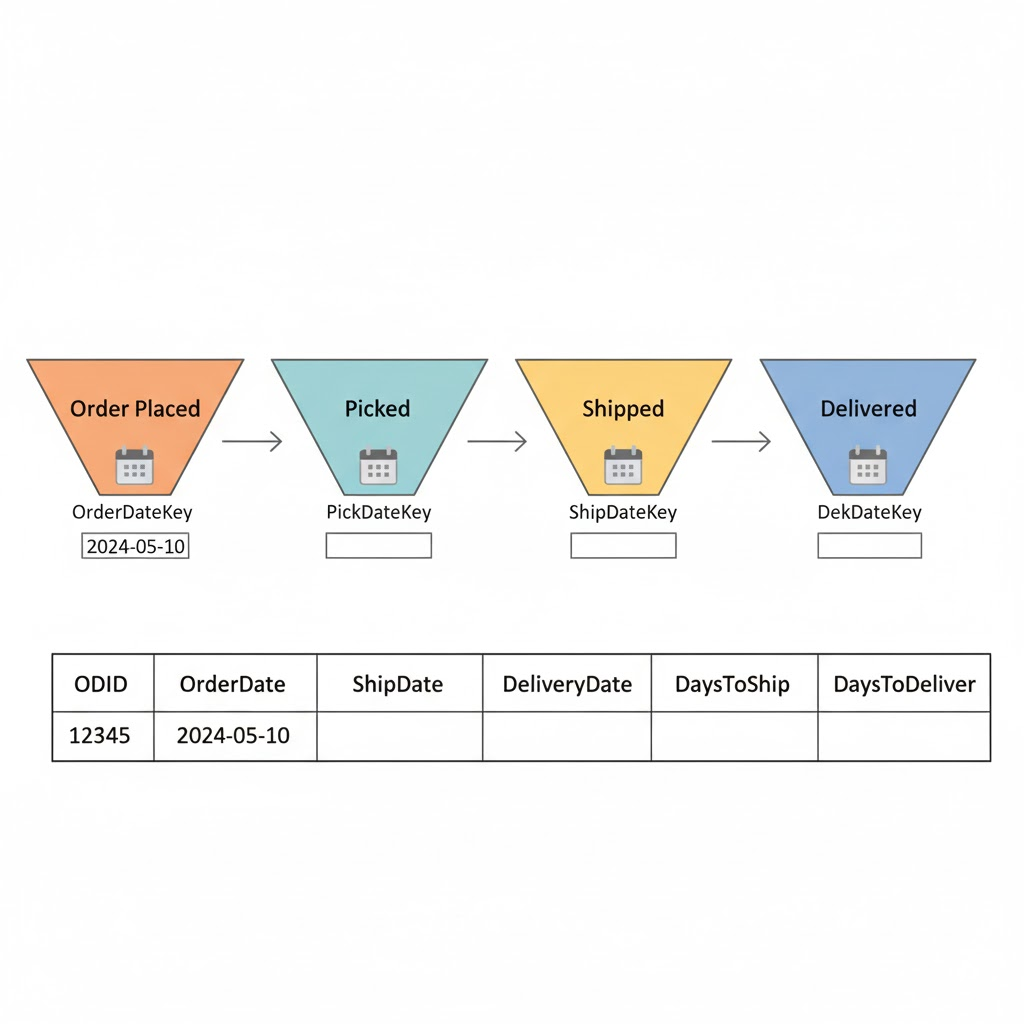 Order Placed
Picked
Shipped
Delivered
OrderDateKey
PickDateKey
ShipDateKey
DekDateKey
2024-05-10
ODID OrderDate ShipDate DeliveryDate DaysToShip DaysToDeliver
12345 2024-05-10